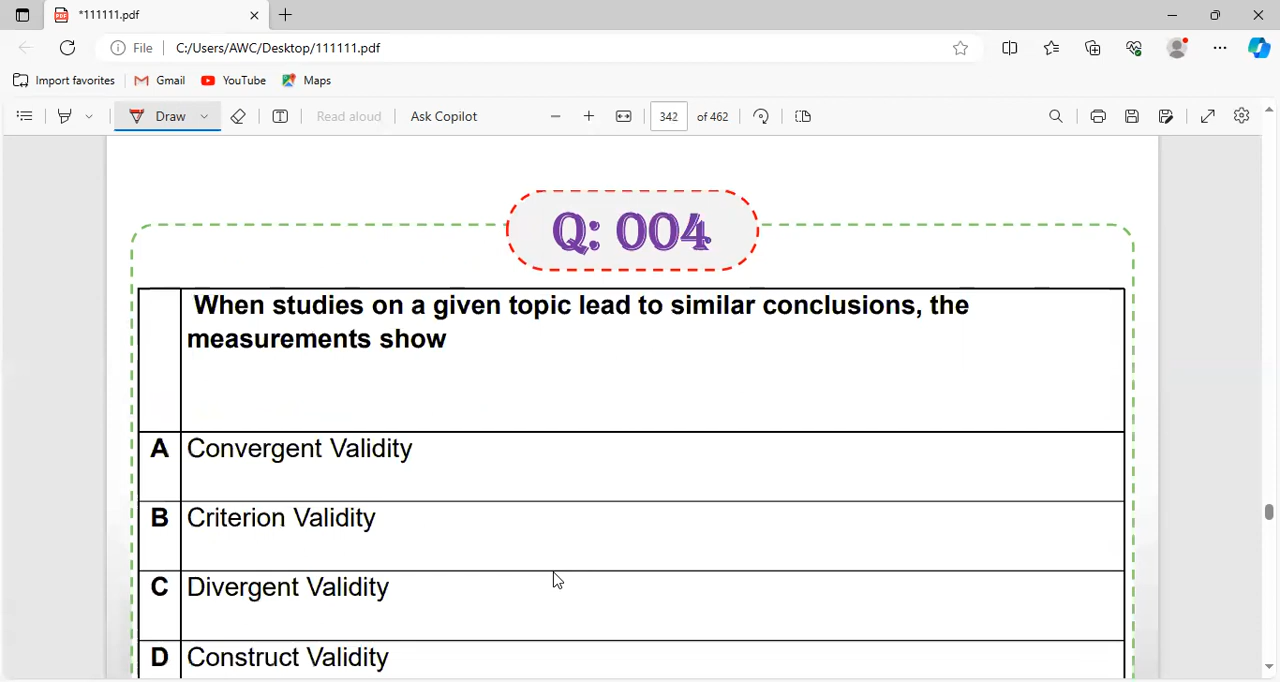 *111111.pdf
File
C:/Users/AWC/Desktop/111111.pdf
Import favorites
Gmail
YouTube
Maps
Draw
Read aloud
Ask Copilot
342
of 462
Q: 004
When studies on a given topic lead to similar conclusions, the
measurements show
A Convergent Validity
B Criterion Validity
C Divergent Validity
D Construct Validity